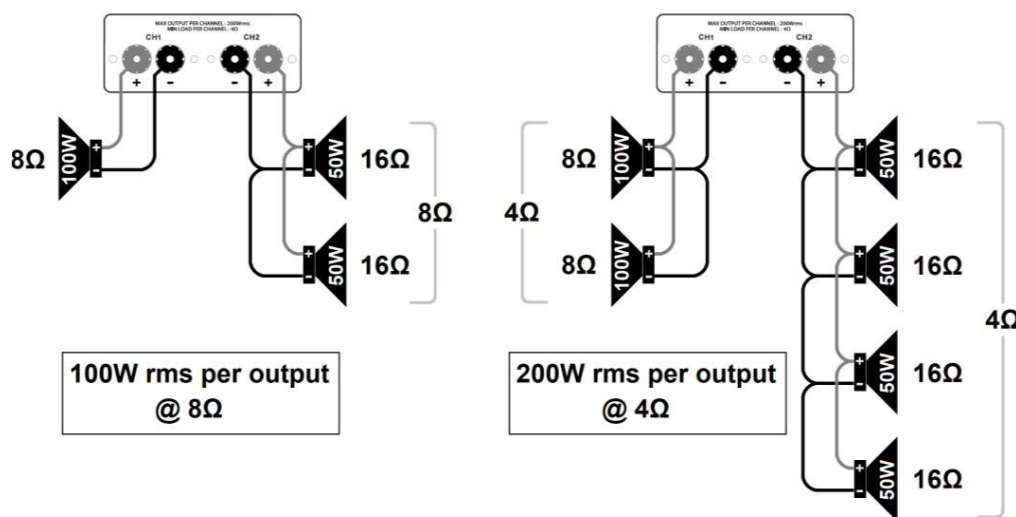 MAX OUTPUT PER CHANNEL : 200Wrms
MIN LOAD PER CHANNEL : 4Ω
CH1 CH2
+ - - +
8Ω
100W
+
-
+
-
50W
16Ω
+
-
50W
16Ω
8Ω
100W rms per output
@ 8Ω
MAX OUTPUT PER CHANNEL : 200Wrms
MIN LOAD PER CHANNEL : 4Ω
CH1 CH2
+ - - +
4Ω
8Ω
100W
+
-
8Ω
100W
+
-
+
-
50W
16Ω
+
-
50W
16Ω
+
-
50W
16Ω
+
-
50W
16Ω
4Ω
200W rms per output
@ 4Ω